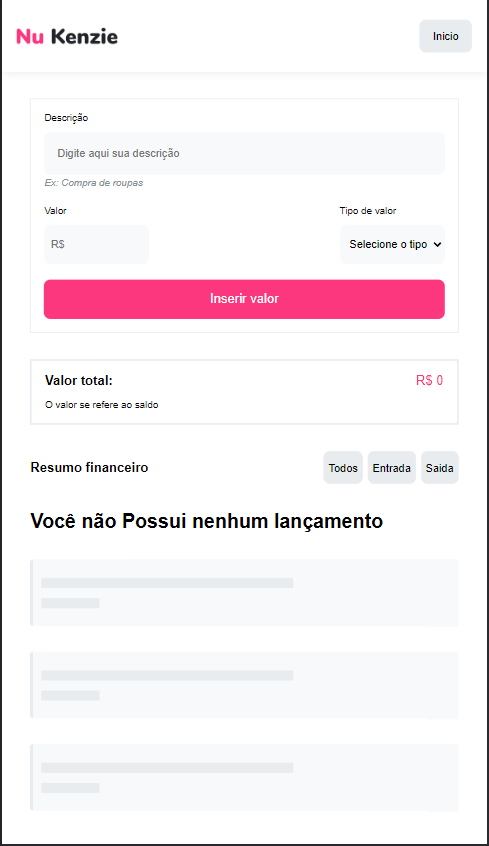 Nu Kenzie
Inicio
Descrição
Digite aqui sua descrição
Ex: Compra de roupas
Valor
Tipo de valor
R$
Selecione o tipo
Inserir valor
Valor total:
R$ 0
O valor se refere ao saldo
Resumo financeiro
Todos
Entrada
Saída
Você não Possui nenhum lançamento